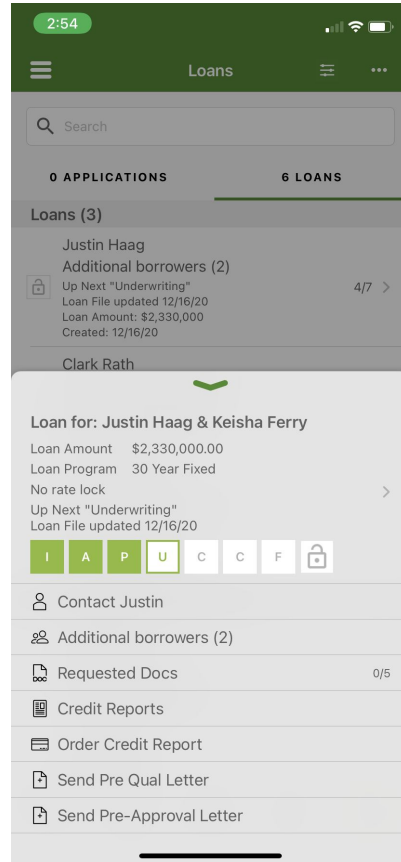 2:54
Loans
Search
0 APPLICATIONS 6 LOANS
Loans (3)
Justin Haag
Additional borrowers (2)
Up Next "Underwriting"
Loan File updated 12/16/20
Loan Amount: $2,330,000
Created: 12/16/20
4/7
Clark Rath
Loan for: Justin Haag & Keisha Ferry
Loan Amount $2,330,000.00
Loan Program 30 Year Fixed
No rate lock
Up Next "Underwriting"
Loan File updated 12/16/20
I A P U C C F
Contact Justin
Additional borrowers (2)
Requested Docs 0/5
Credit Reports
Order Credit Report
Send Pre Qual Letter
Send Pre-Approval Letter